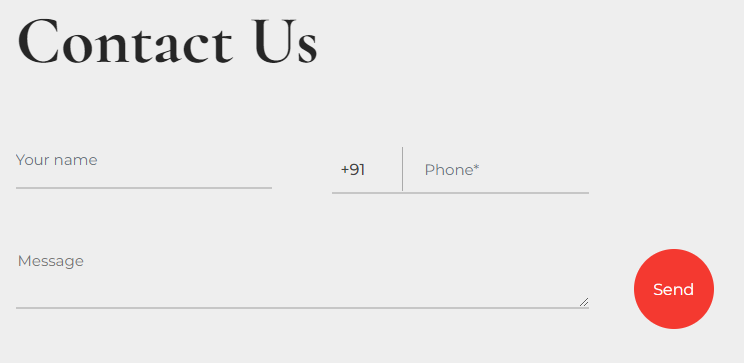 Contact Us
Your name
+91 Phone*
Message
Send